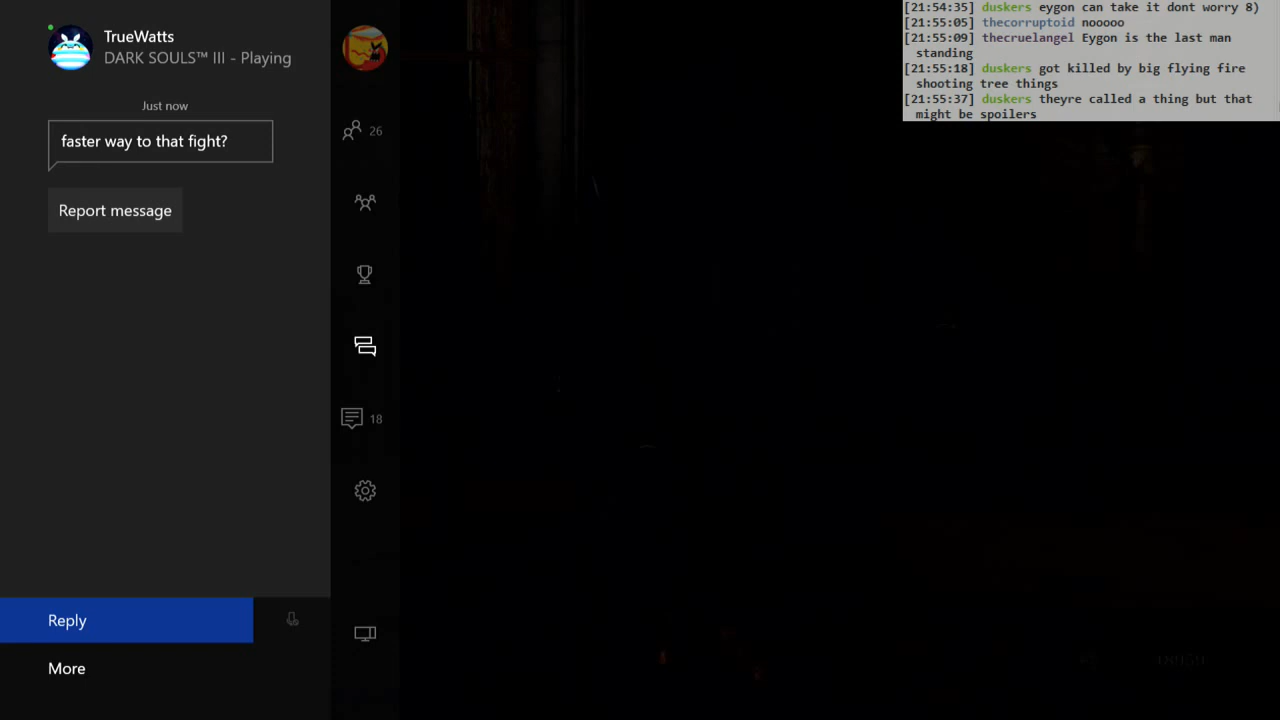 TrueWatts
DARK SOULS™ III - Playing
Just now
faster way to that fight?
Report message
Reply
More
26
18
[21:54:35] duskers eygon can take it dont worry 8)
[21:55:05] thecorruptoid nooooo
[21:55:09] thecruelangel Eygon is the last man
standing
[21:55:18] duskers got killed by big flying fire
shooting tree things
[21:55:37] duskers theyre called a thing but that
might be spoilers